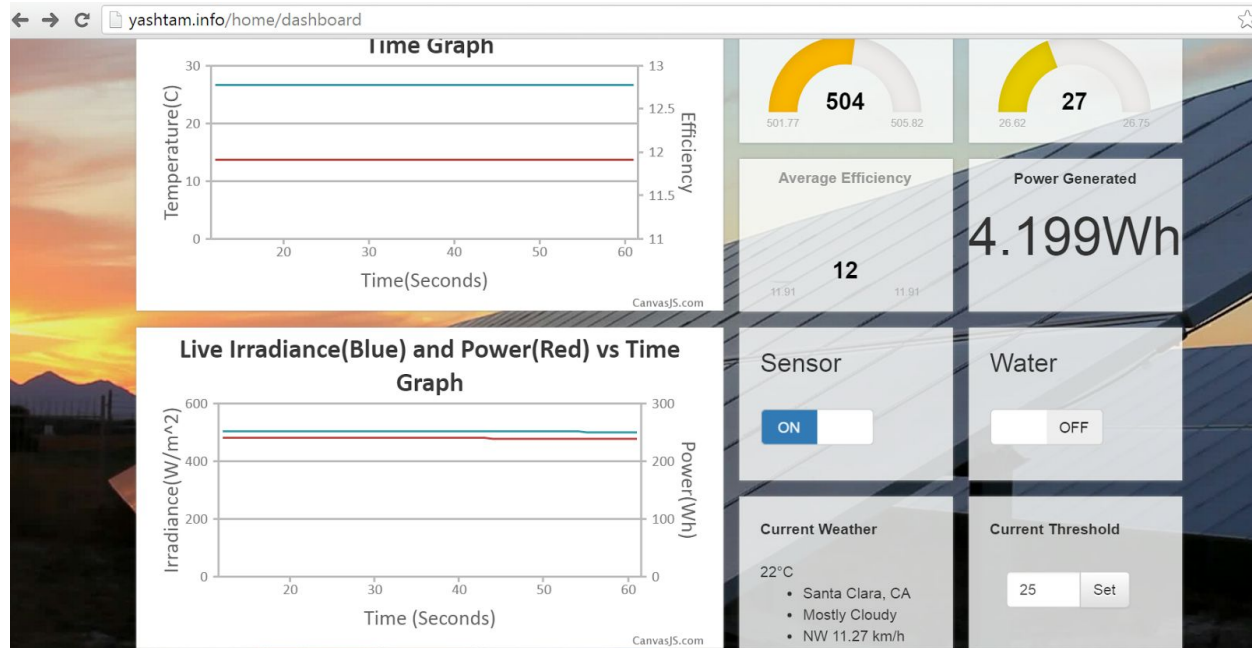 yashtam.info/home/dashboard
Time Graph
30
20
10
0
Temperature(C)
13
12.5
12
11.5
11
Efficiency
20 30 40 50 60
Time(Seconds)
CanvasJS.com
504
501.77 505.82
27
26.62 26.75
Average Efficiency
12
11.91 11.91
Power Generated
4.199Wh
Live Irradiance(Blue) and Power(Red) vs Time
Graph
600
400
200
0
Irradiance(W/m^2)
300
200
100
0
Power(Wh)
20 30 40 50 60
Time (Seconds)
CanvasJS.com
Sensor
ON
Water
OFF
Current Weather
22°C
• Santa Clara, CA
• Mostly Cloudy
• NW 11.27 km/h
Current Threshold
25 Set